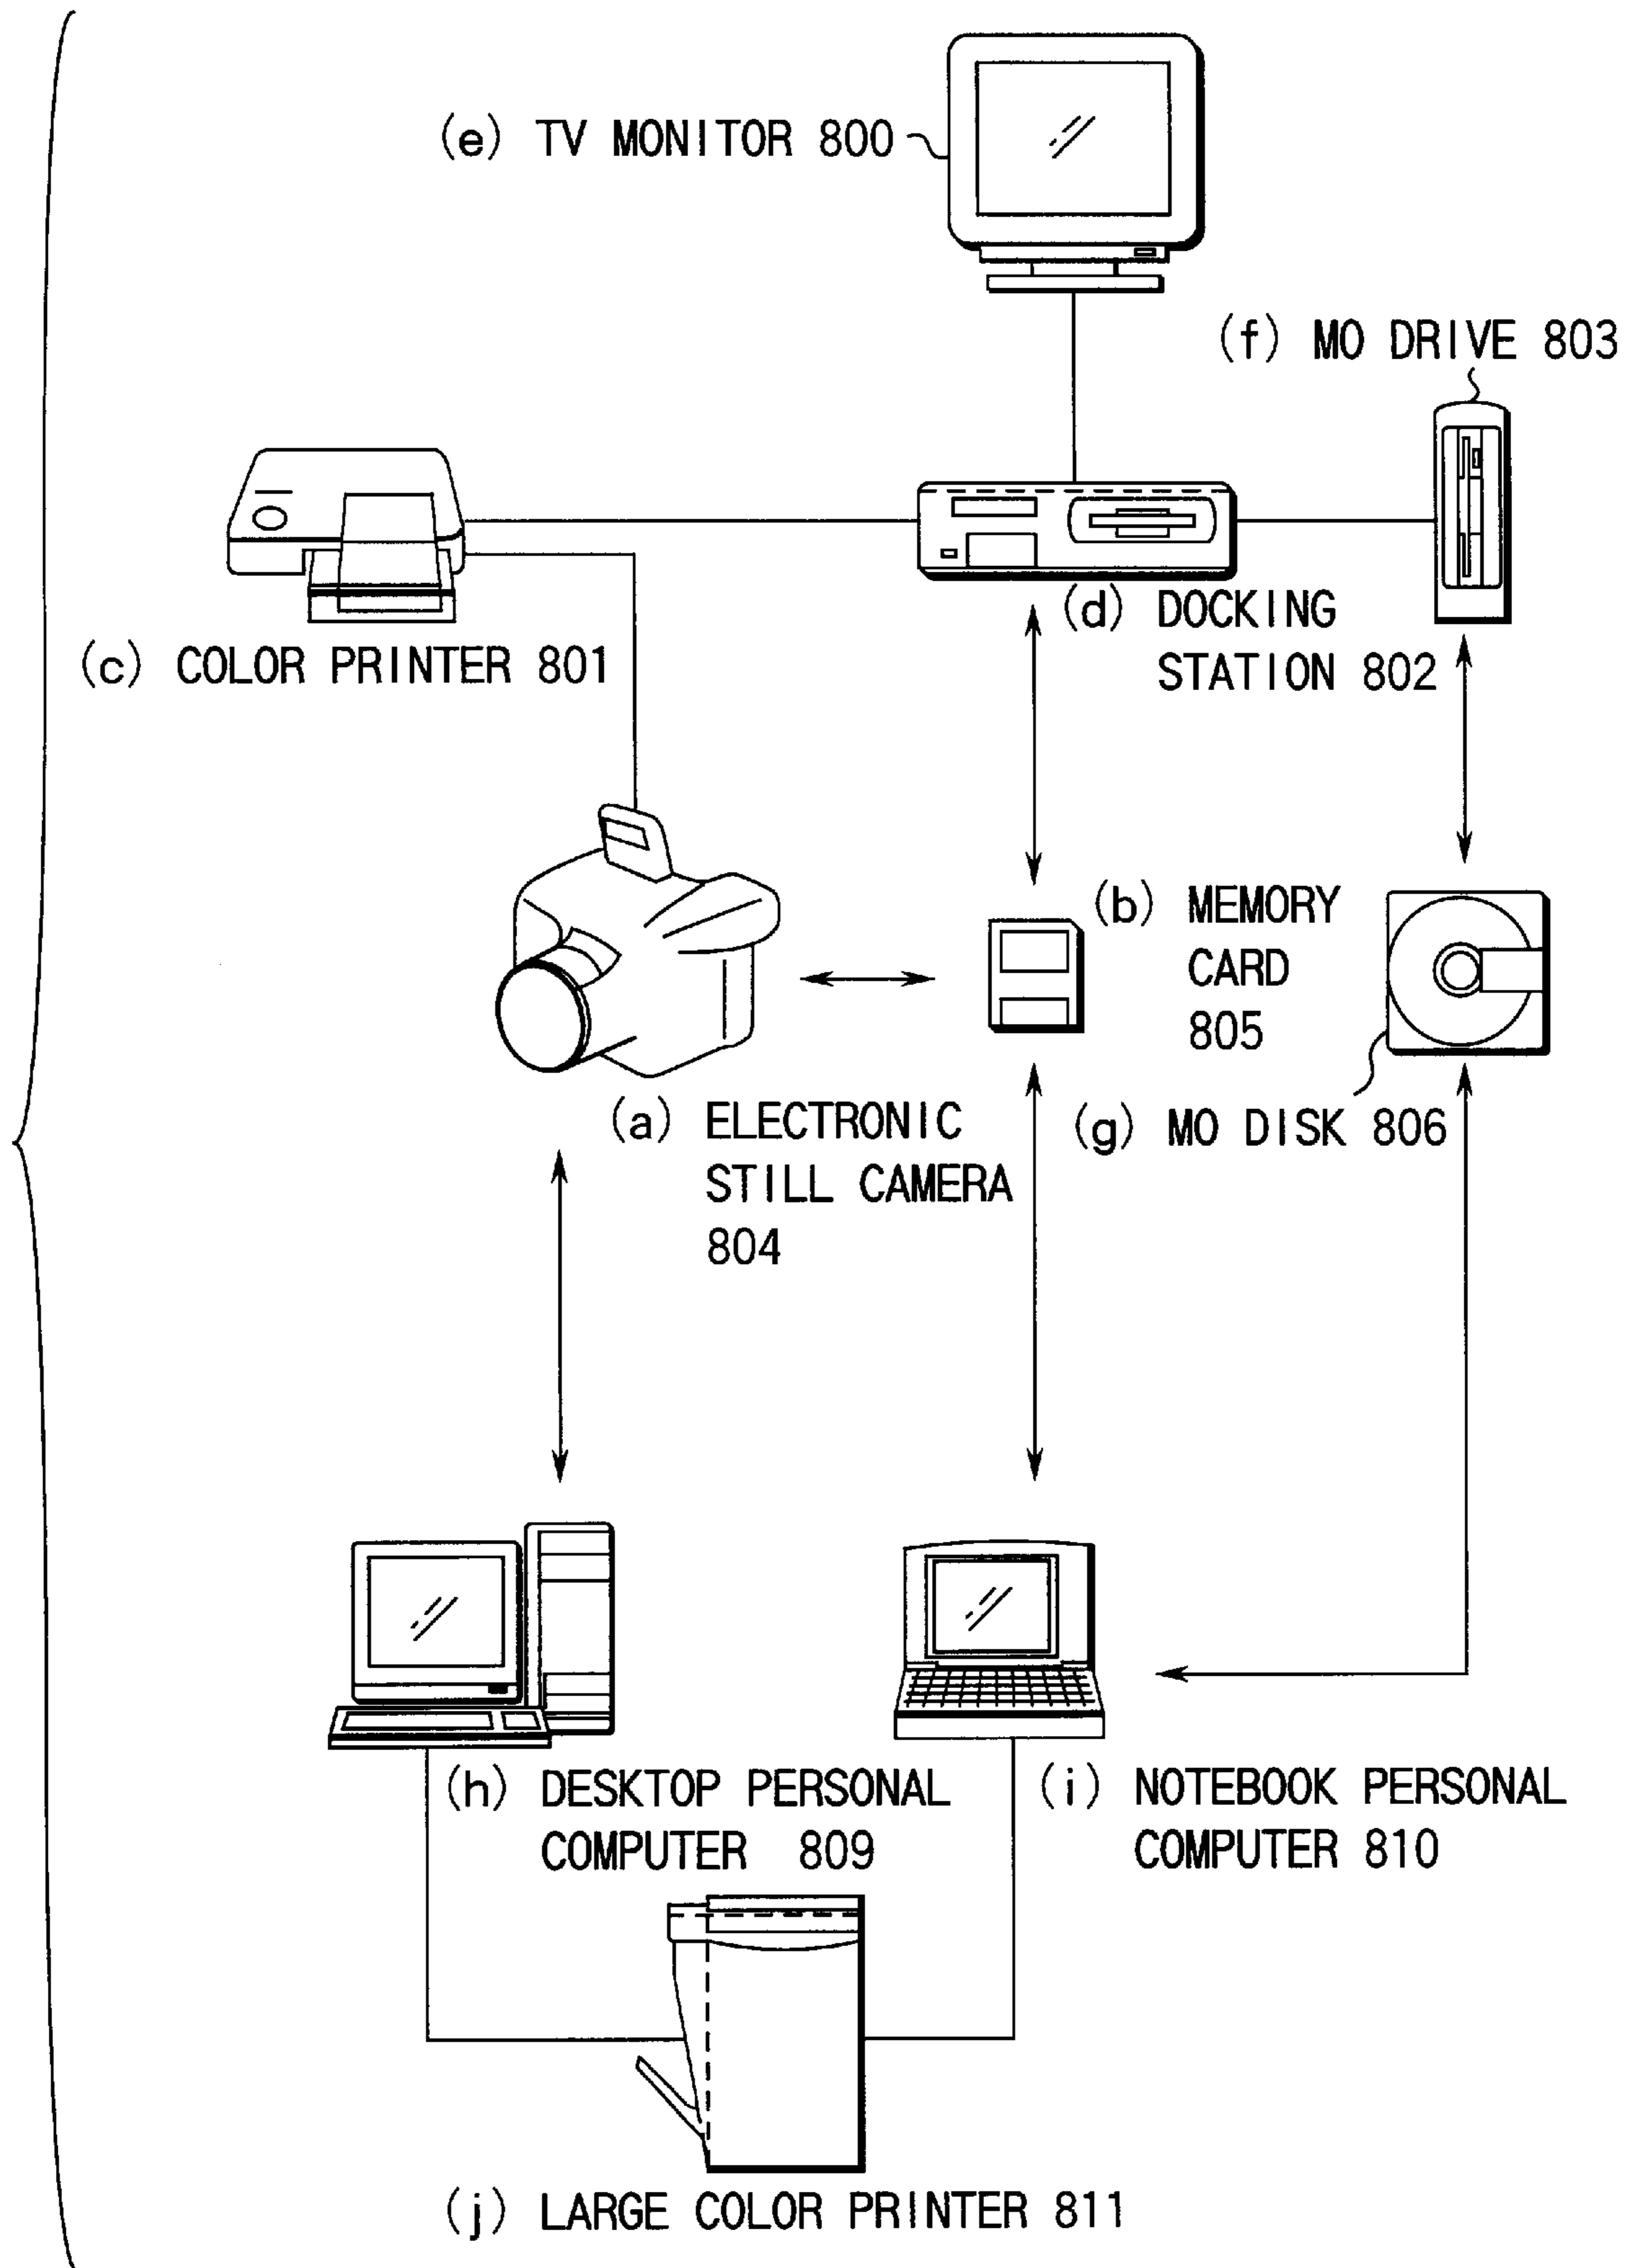 (e) TV MONITOR 800
(f) MO DRIVE 803
(c) COLOR PRINTER 801
(d) DOCKING
STATION 802
(b) MEMORY
CARD
805
(a) ELECTRONIC
STILL CAMERA
804
(g) MO DISK 806
(h) DESKTOP PERSONAL
COMPUTER 809
(i) NOTEBOOK PERSONAL
COMPUTER 810
(j) LARGE COLOR PRINTER 811